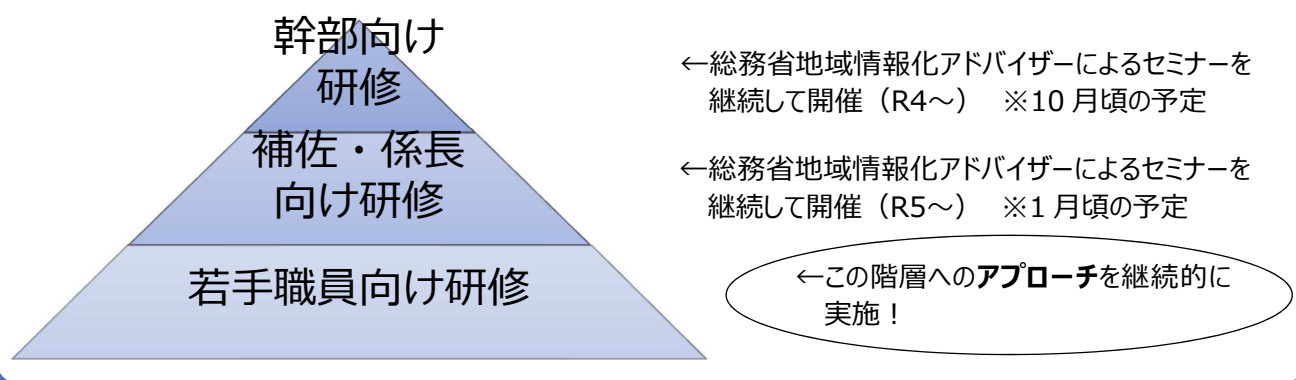 幹部向け
研修
←総務省地域情報化アドバイザーによるセミナーを
継続して開催（R4～）　※10月頃の予定
補佐・係長
向け研修
←総務省地域情報化アドバイザーによるセミナーを
継続して開催（R5～）　※1月頃の予定
若手職員向け研修
←この階層へのアプローチを継続的に
実施！